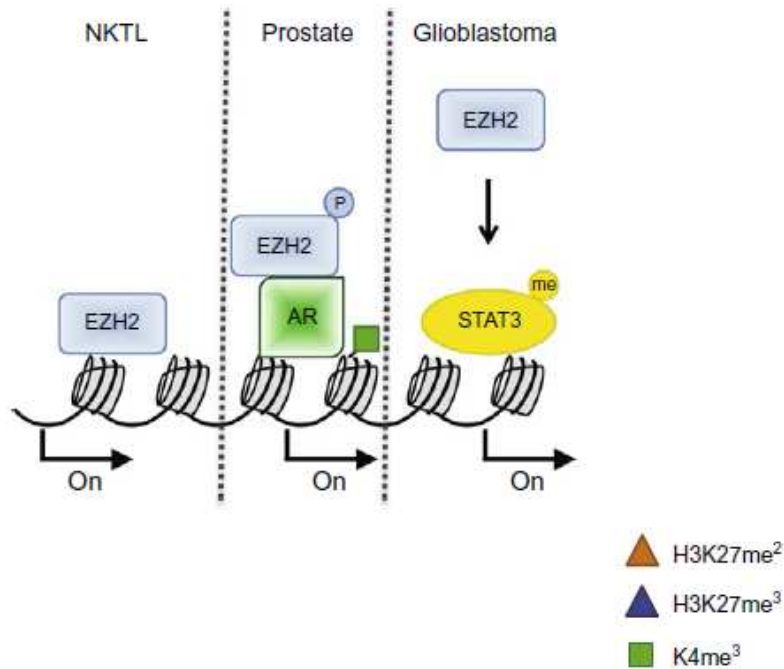 NKTL
Prostate
Glioblastoma
EZH2
P
EZH2
me
EZH2
AR
STAT3
On
On
On
H3K27me²
H3K27me³
K4me³